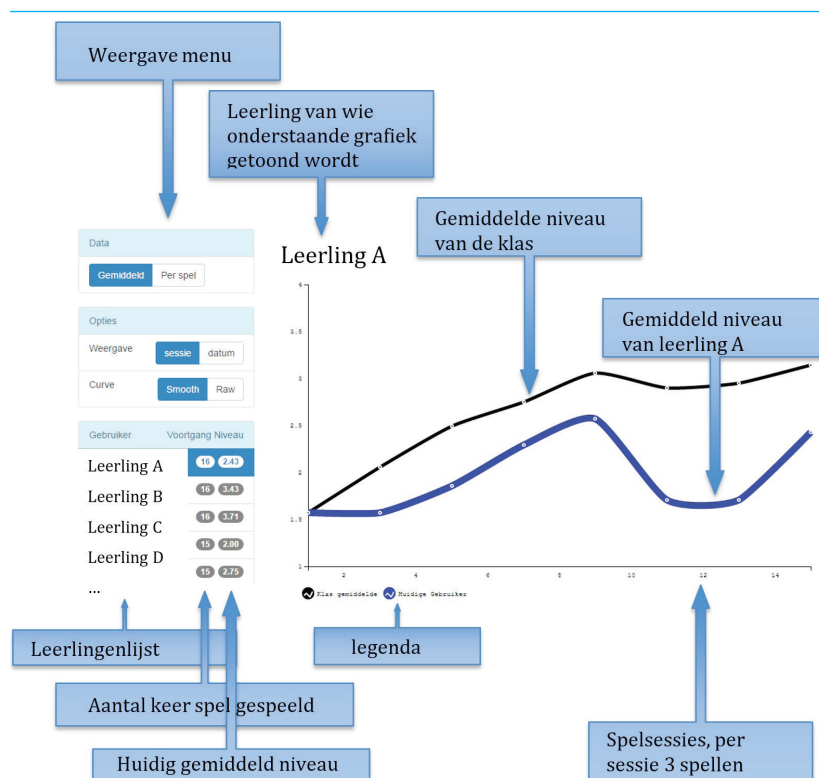 Weergave menu
Leerling van wie
onderstaande grafiek
getoond wordt
Gemiddelde niveau
van de klas
Gemiddeld niveau
van leerling A
Data
Gemiddeld Per spel
Opties
Weergave sessie datum
Curve Smooth Raw
Gebruiker Voortgang Niveau
Leerling A 16 2.43
Leerling B 16 3.43
Leerling C 16 3.71
Leerling D 15 2.00
... 15 2.75
Leerling A
4
3.5
3
2.5
2
1.5
1
2 4 6 8 10 12 14
Klas gemiddelde Huidige Gebruiker
Leerlingenlijst
legenda
Aantal keer spel gespeeld
Huidig gemiddeld niveau
Spelsessies, per
sessie 3 spellen